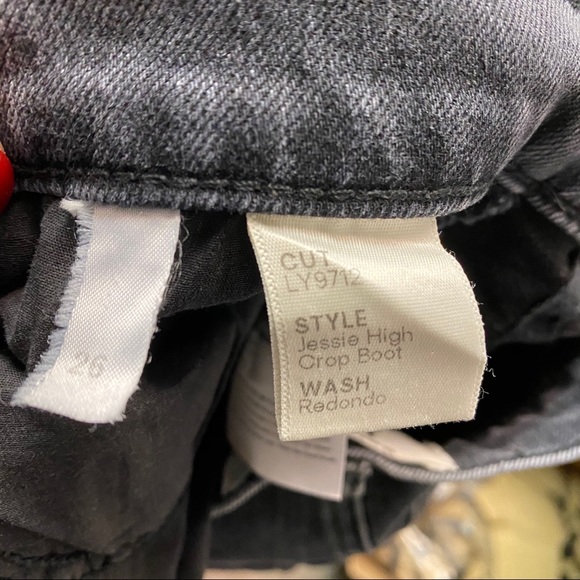 26
CUT
LY9712
STYLE
Jessie High
Crop Boot
WASH
Redondo